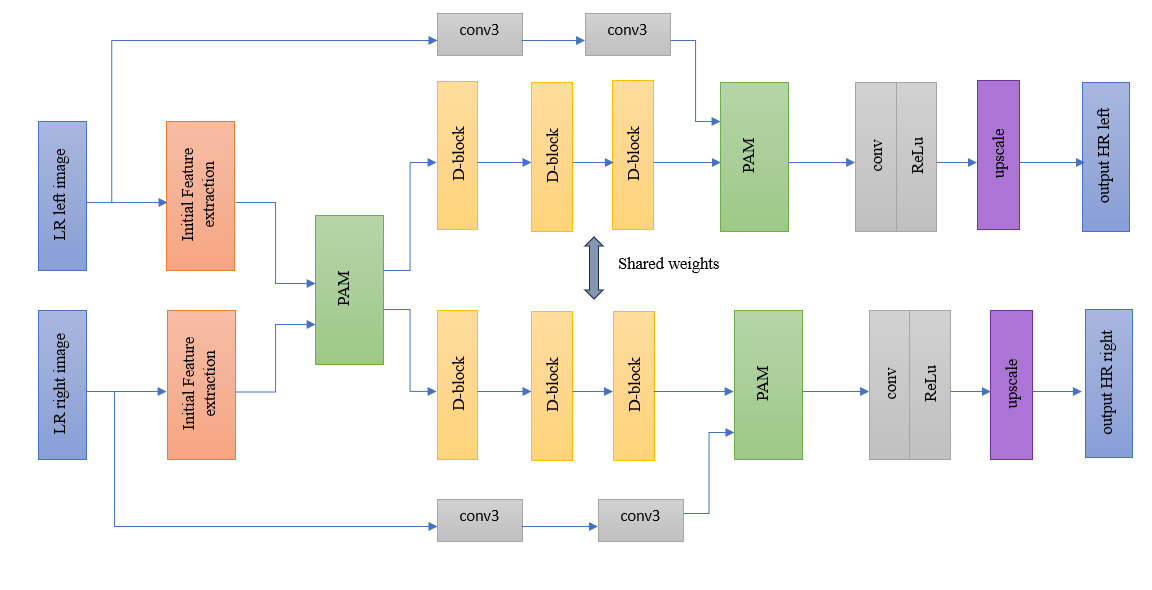 conv3
conv3
LR left image
Initial Feature
extraction
PAM
D-block
D-block
D-block
PAM
conv
ReLu
upscale
output HR left
Shared weights
LR right image
Initial Feature
extraction
D-block
D-block
D-block
PAM
conv
ReLu
upscale
output HR right
conv3
conv3